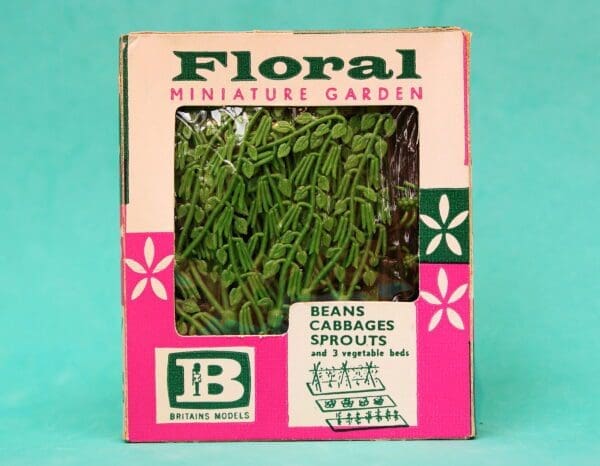 Floral
MINIATURE GARDEN
BEANS
CABBAGES
SPROUTS
and 3 vegetable beds
B
BRITAINS MODELS